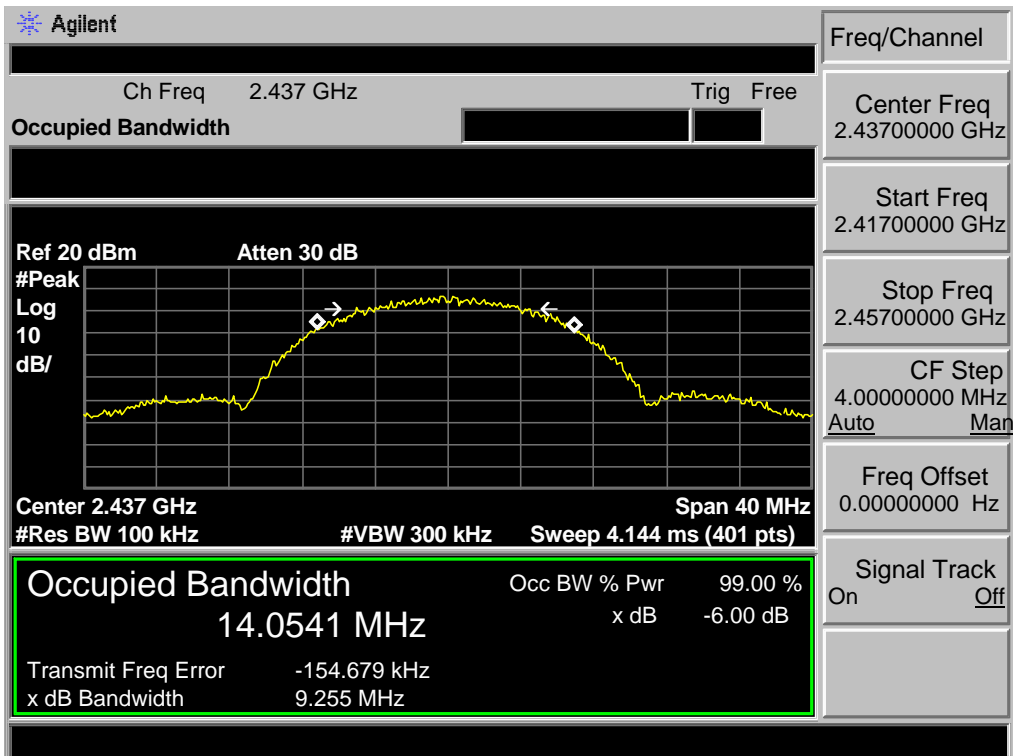 Agilent
Ch Freq 2.437 GHz Trig Free
Occupied Bandwidth
Ref 20 dBm Atten 30 dB
#Peak
Log
10
dB/
Center 2.437 GHz Span 40 MHz
#Res BW 100 kHz #VBW 300 kHz Sweep 4.144 ms (401 pts)
Occupied Bandwidth Occ BW % Pwr 99.00 %
14.0541 MHz x dB -6.00 dB
Transmit Freq Error -154.679 kHz
x dB Bandwidth 9.255 MHz
Freq/Channel
Center Freq
2.43700000 GHz
Start Freq
2.41700000 GHz
Stop Freq
2.45700000 GHz
CF Step
4.00000000 MHz
Auto Man
Freq Offset
0.00000000 Hz
Signal Track
On Off